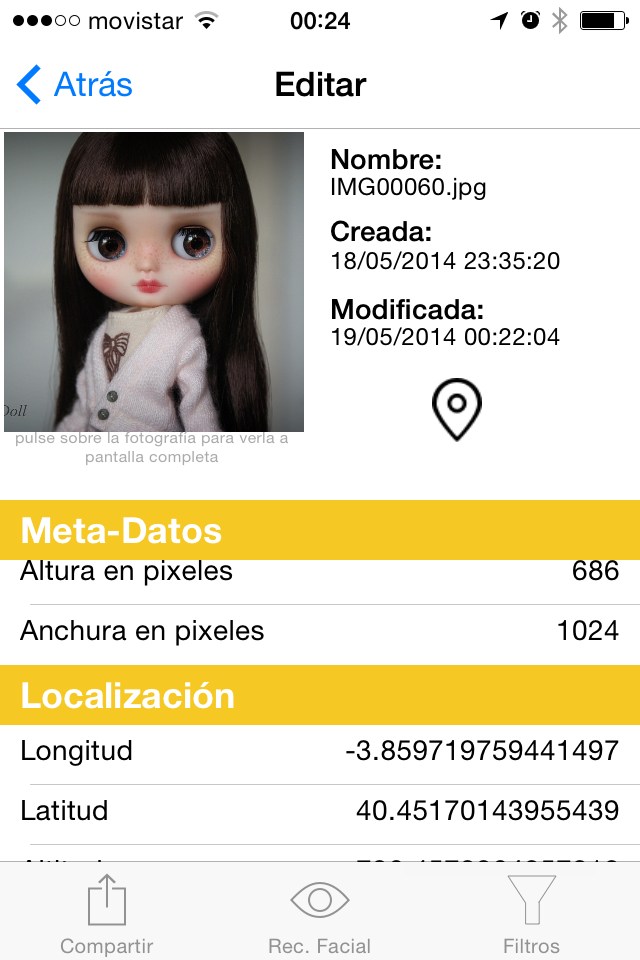 movistar 00:24
Atrás
Editar
Nombre:
IMG00060.jpg
Creada:
18/05/2014 23:35:20
Modificada:
19/05/2014 00:22:04
Doll
pulse sobre la fotografía para verla a
pantalla completa
Meta-Datos
Altura en pixeles 686
Anchura en pixeles 1024
Localización
Longitud -3.859719759441497
Latitud 40.45170143955439
Compartir
Rec. Facial
Filtros